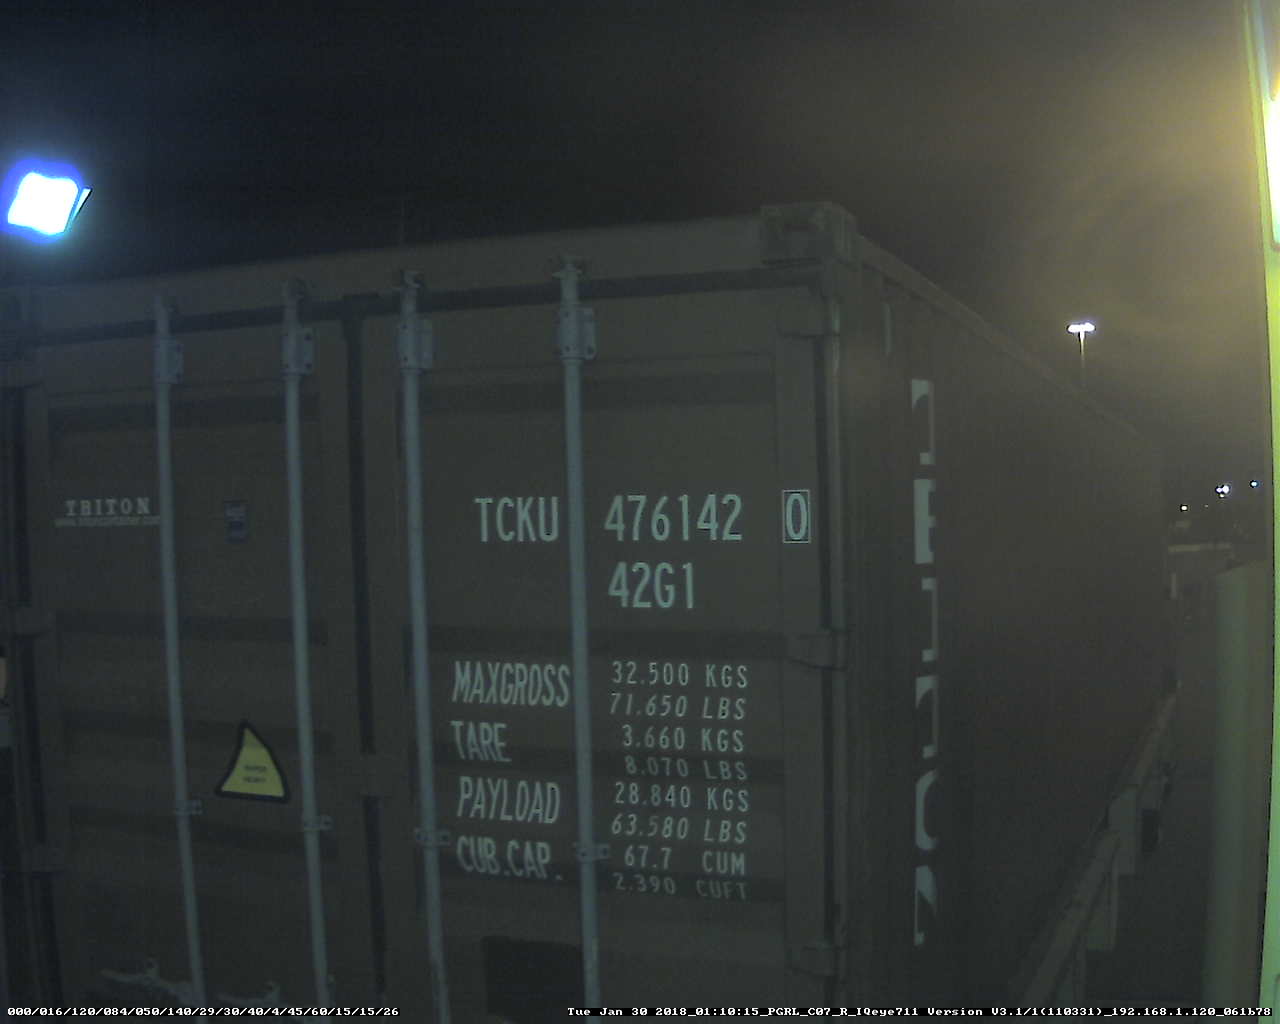 TRITON
TCKU 476142 0
42G1
MAXGROSS 32.500 KGS
71.650 LBS
TARE 3.660 KGS
8.070 LBS
PAYLOAD 28.840 KGS
63.580 LBS
CUB.CAP. 67.7 CUM
2.390 CUFT
000/016/120/084/050/140/29/30/40/4/45/60/15/15/26
Tue Jan 30 2018_01:10:15_PGRL_C07_R_IQeye711 Version V3.1/1(110331)_192.168.1.120_061b78